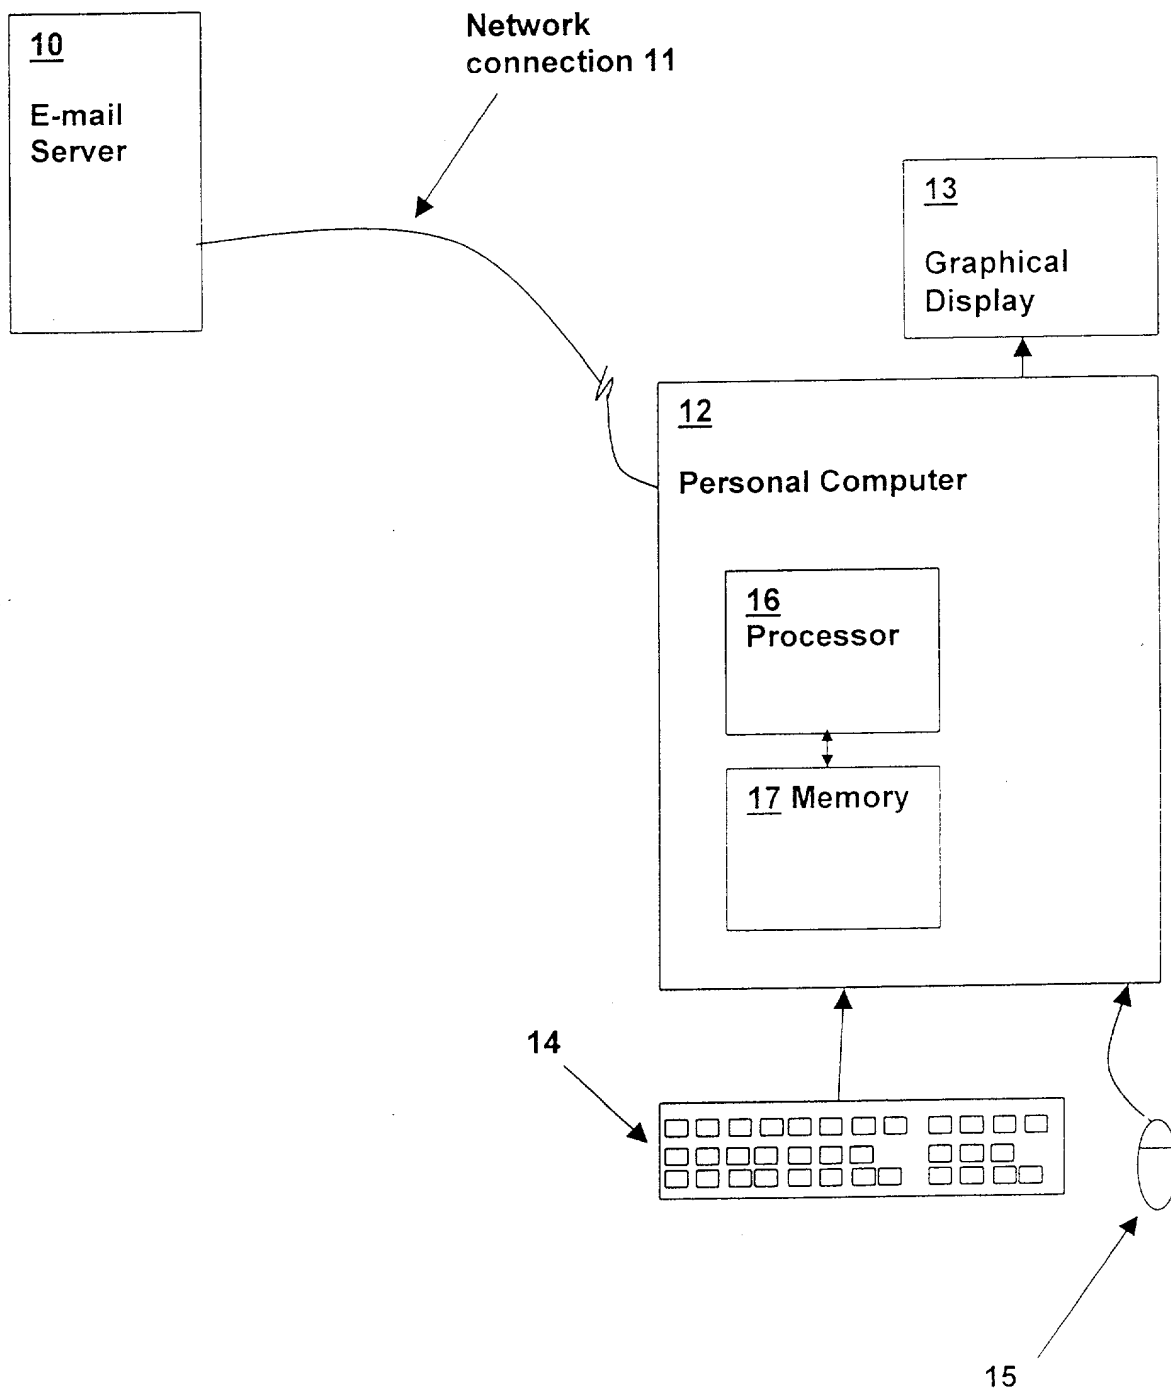 10
E-mail
Server
Network
connection 11
13
Graphical
Display
12
Personal Computer
16
Processor
17 Memory
14
15